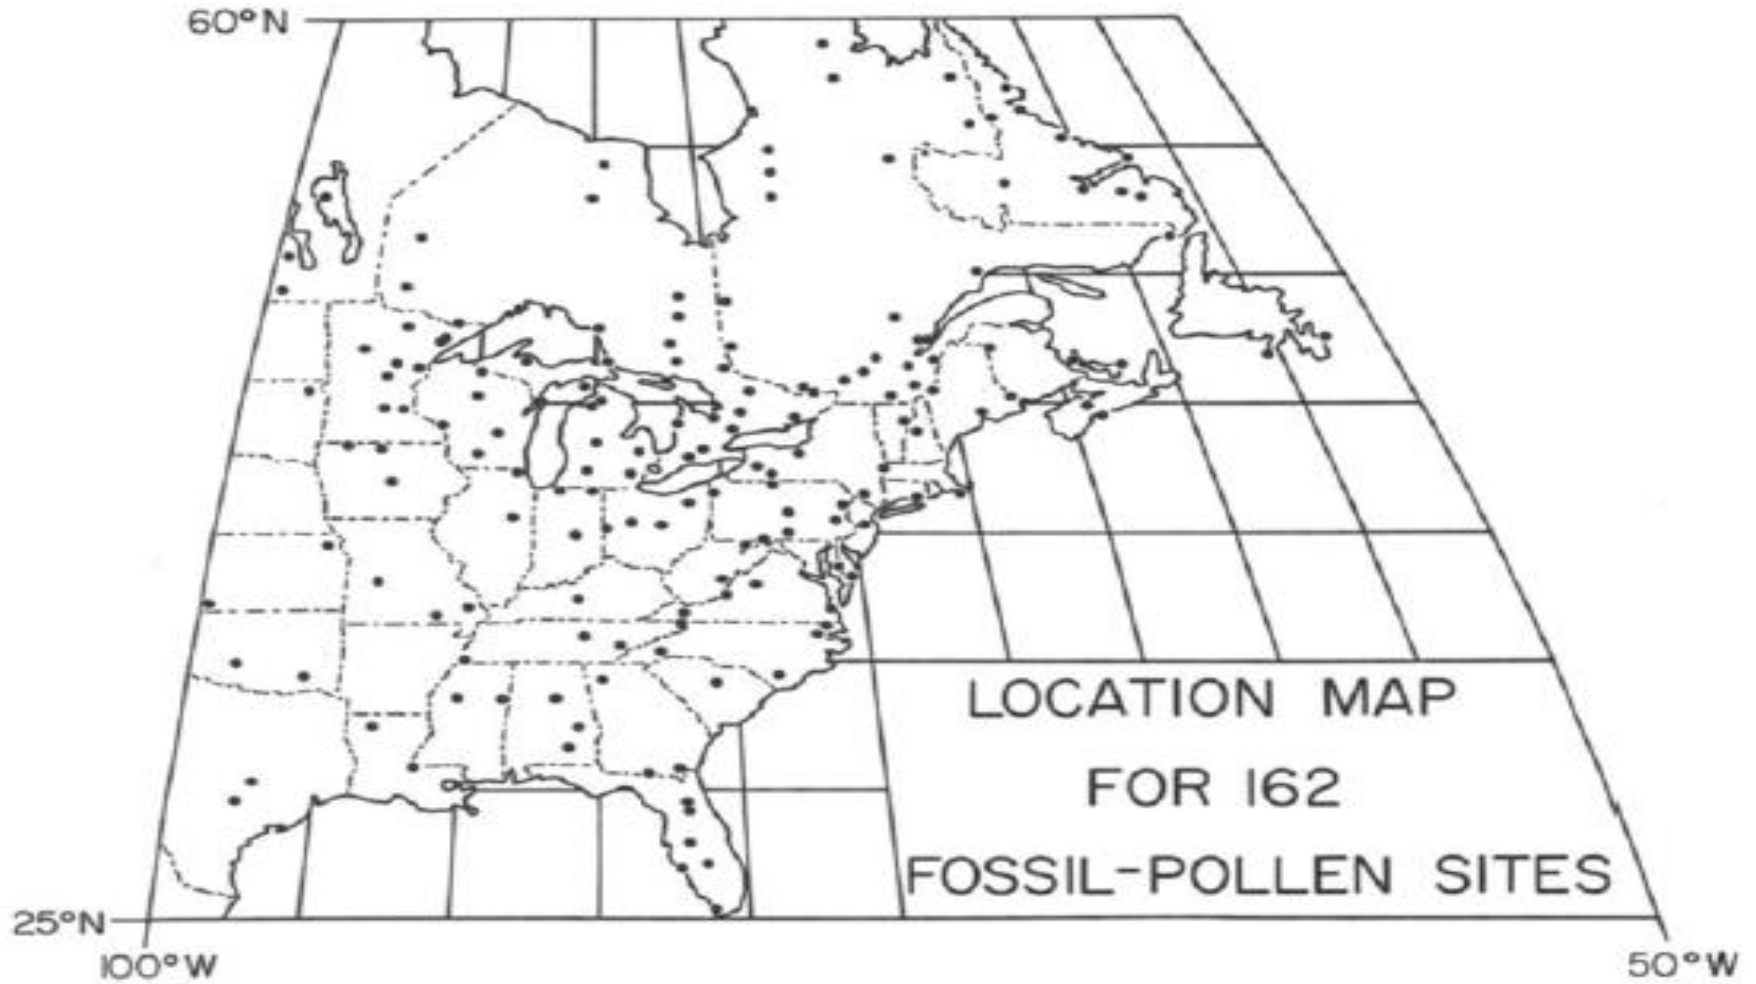 60°N
LOCATION MAP
FOR 162
FOSSIL-POLLEN SITES
25°N
100°W
50°W